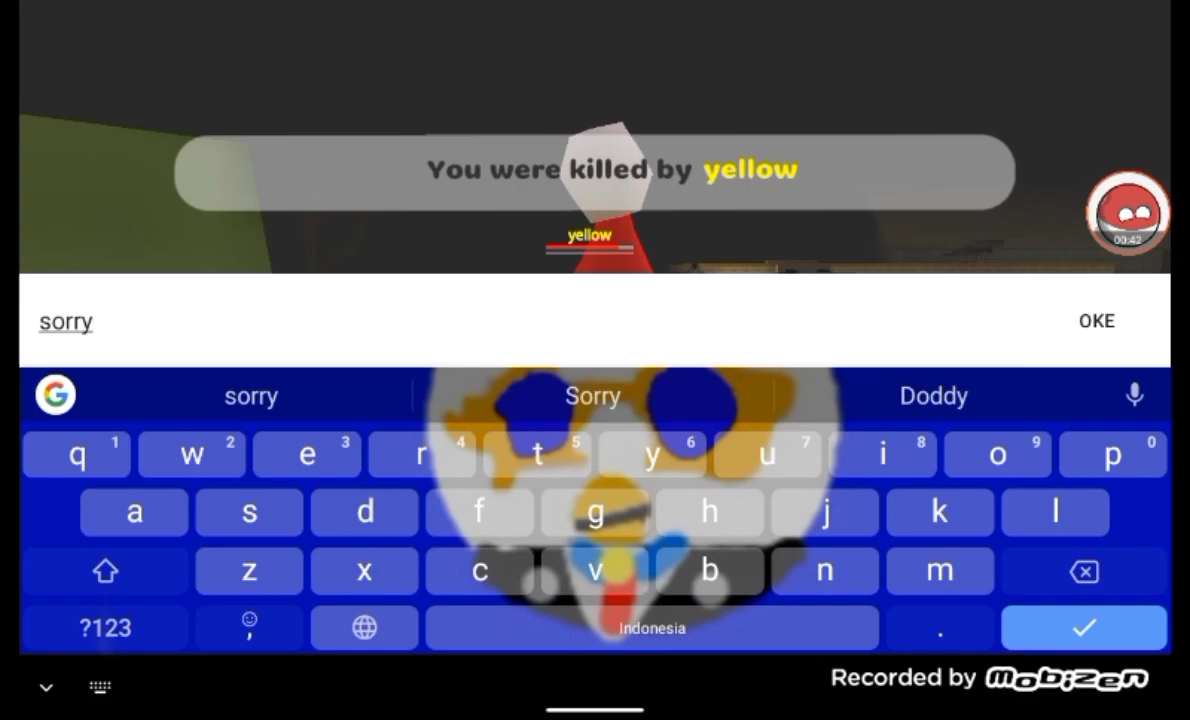 You were killed by yellow
yellow
00:42
sorry OKE
G sorry Sorry Doddy
q 1 w 2 e 3 r 4 t 5 y 6 u 7 i 8 o 9 p 0
a s d f g h j k l
z x c v b n m
?123 , Indonesia .
Recorded by mobizen